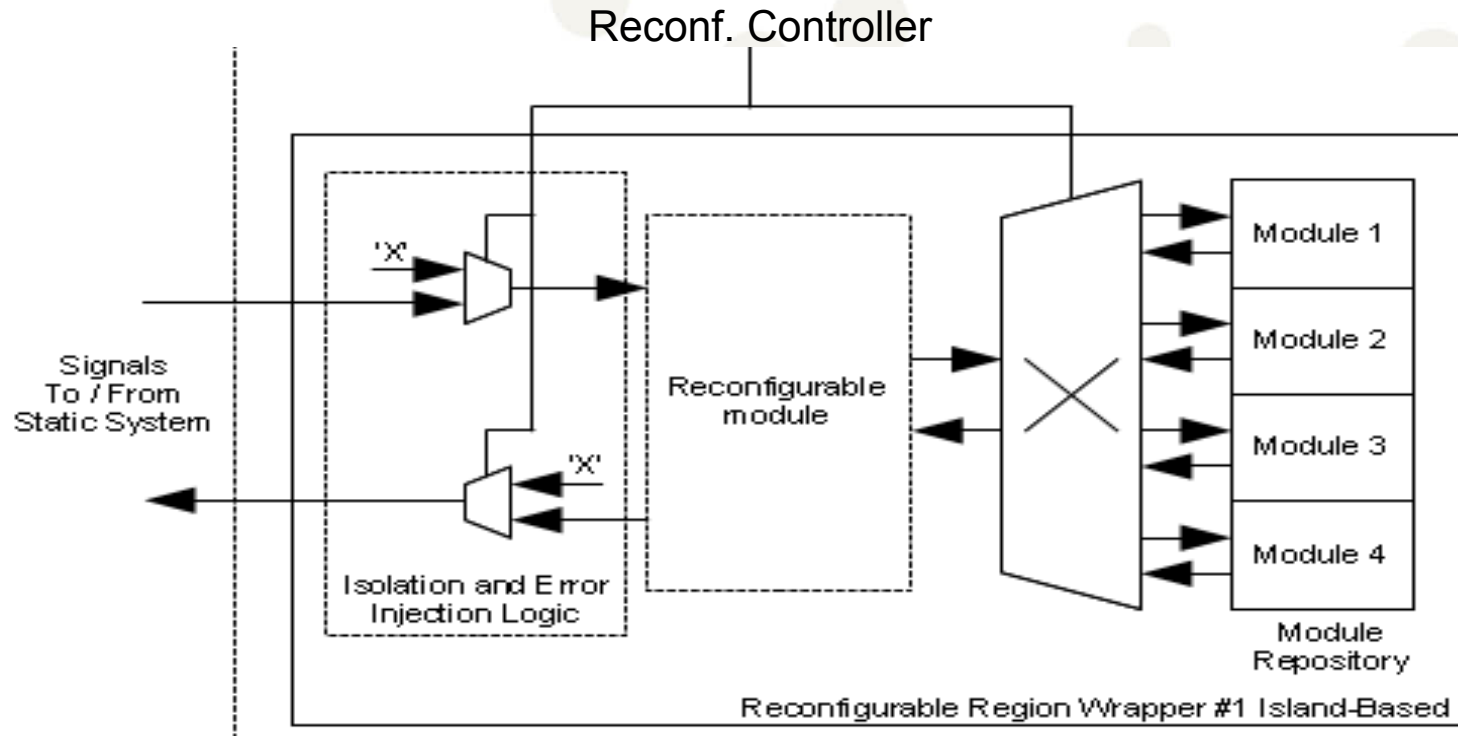 Reconf. Controller
'X'
Signals
To / From
Static System
Reconfigurable
module
'X'
Isolation and Error
Injection Logic
Module 1
Module 2
Module 3
Module 4
Module
Repository
Reconfigurable Region Wrapper #1 Island-Based